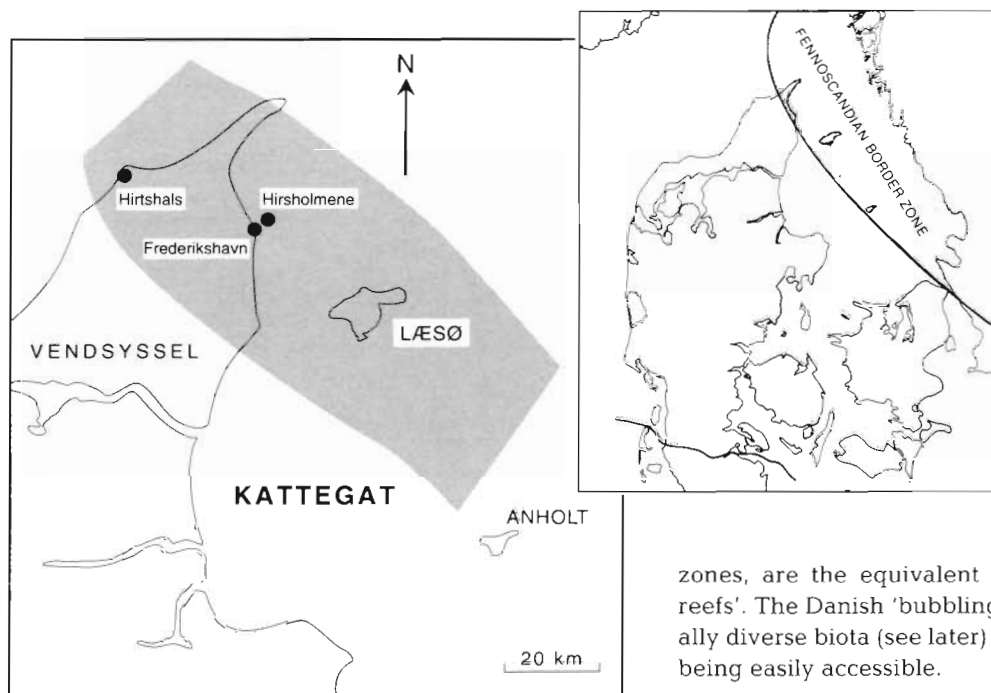 N
Hirtshals
Hirsholmene
Frederikshavn
LÆSØ
VENDSYSSEL
KATTEGAT
ANHOLT
20 km
FENNOSCANDIAN BORDER ZONE
zones, are the equivalent
reefs'. The Danish 'bubbling
ally diverse biota (see later)
being easily accessible.